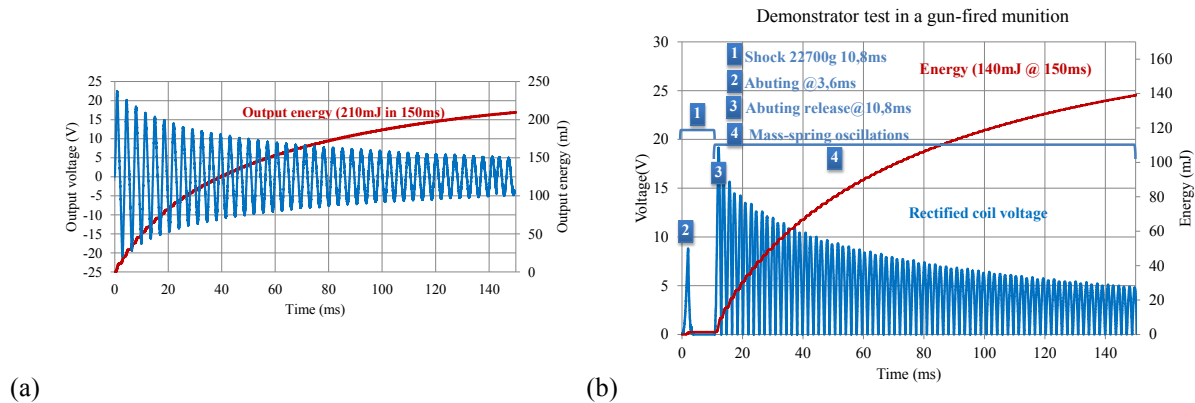 Output voltage (V)
25
20
15
10
5
0
-5
-10
-15
-20
-25
Output energy (210mJ in 150ms)
250
200
150
100
50
0
Output energy (mJ)
0 20 40 60 80 100 120 140
Time (ms)
(a)
Demonstrator test in a gun-fired munition
Voltage(V)
30
25
20
15
10
5
0
1 Shock 22700g 10,8ms
2 Abuting @3,6ms
3 Abuting release@10,8ms
4 Mass-spring oscillations
Energy (140mJ @ 150ms)
1
2
3
4
Rectified coil voltage
160
140
120
100
80
60
40
20
0
Energy (mJ)
0 20 40 60 80 100 120 140
Time (ms)
(b)